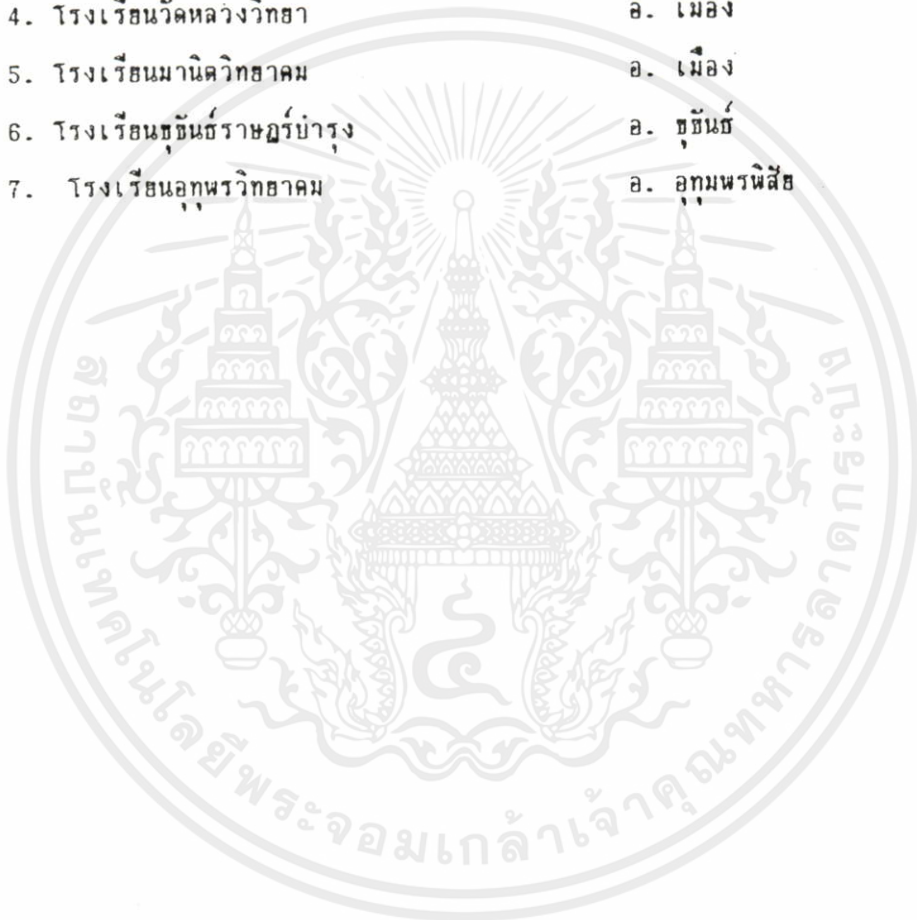 4. โรงเรียนวัดหลวงวิทยา อ. เมือง
5. โรงเรียนมานิตวิทยาคม อ. เมือง
6. โรงเรียนขุขันธ์ราษฎร์บำรุง อ. ขุขันธ์
7. โรงเรียนอุทุพรวิทยาคม อ. อุทุมพรพิสัย
สถาบันเทคโนโลยีพระจอมเกล้าเจ้าคุณทหารลาดกระบัง